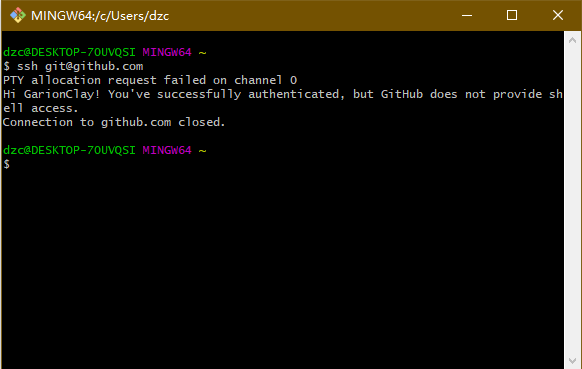 MINGW64:/c/Users/dzc
dzc@DESKTOP-7OUVQSI MINGW64 ~
$ ssh git@github.com
PTY allocation request failed on channel 0
Hi GarionClay! You've successfully authenticated, but GitHub does not provide sh
ell access.
Connection to github.com closed.
dzc@DESKTOP-7OUVQSI MINGW64 ~
$